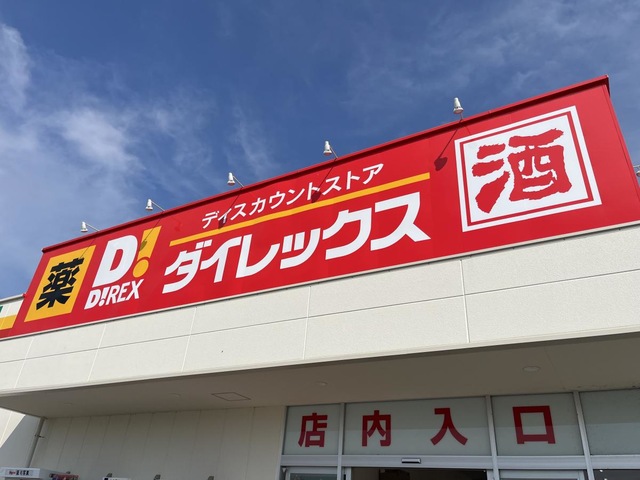 薬
D!
D!REX
ディスカウントストア
ダイレックス
酒
店内入口